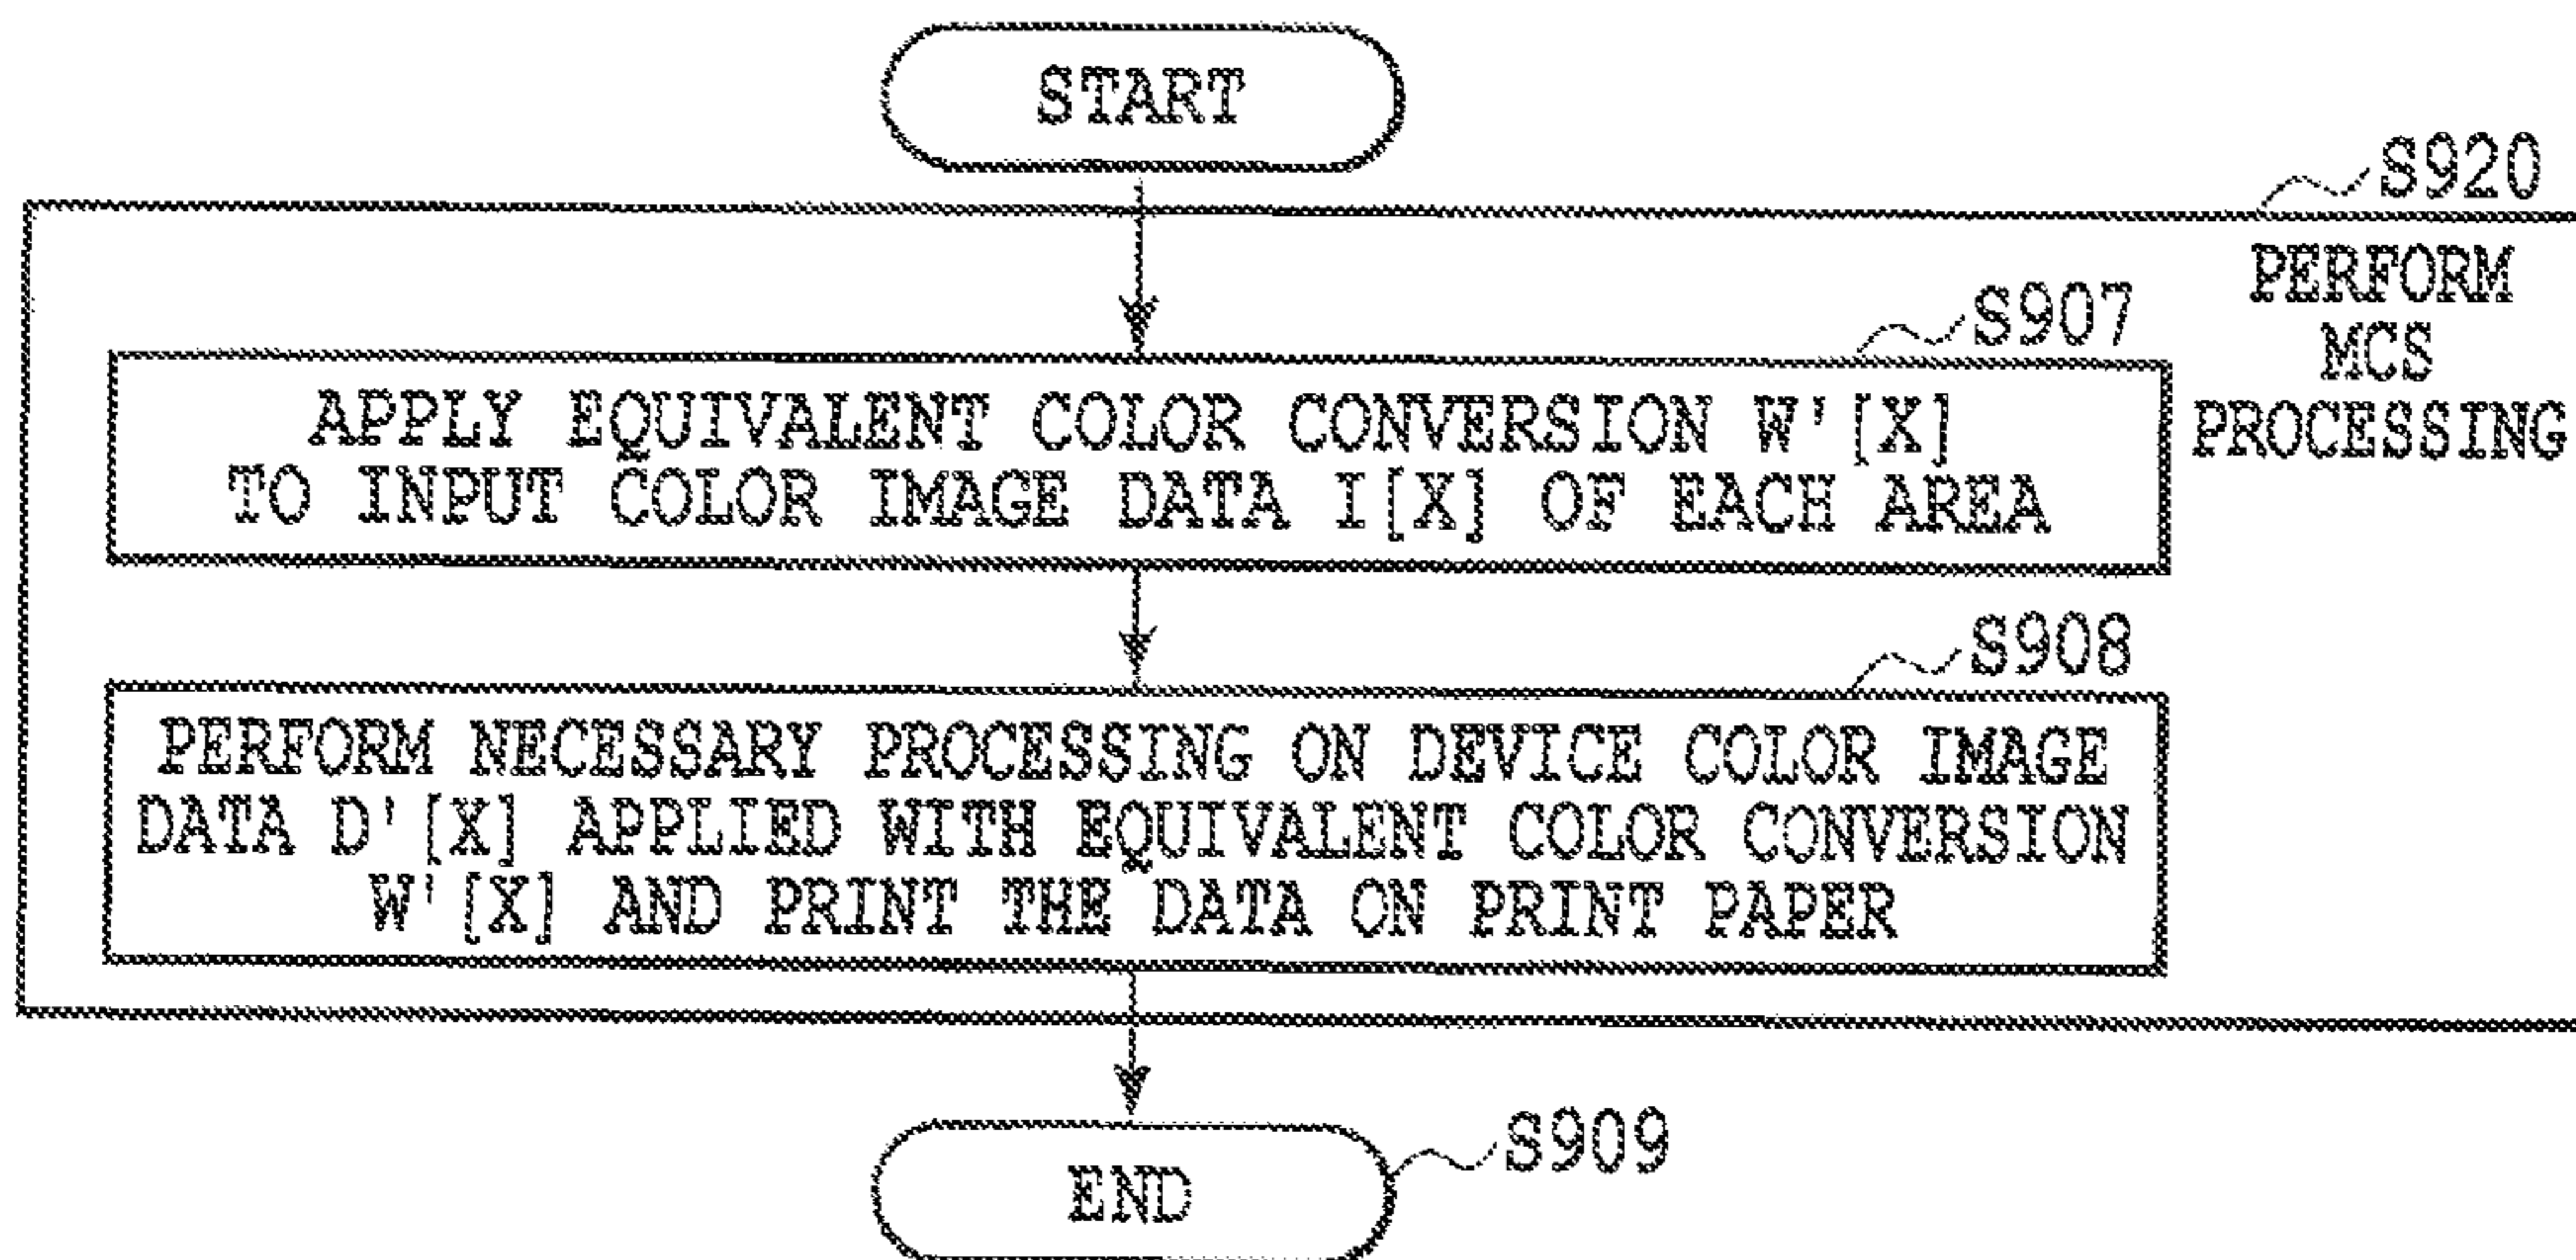 START
S920
PERFORM
MCS
PROCESSING
S907
APPLY EQUIVALENT COLOR CONVERSION W'[X]
TO INPUT COLOR IMAGE DATA I[X] OF EACH AREA
S908
PERFORM NECESSARY PROCESSING ON DEVICE COLOR IMAGE
DATA D'[X] APPLIED WITH EQUIVALENT COLOR CONVERSION
W'[X] AND PRINT THE DATA ON PRINT PAPER
S909
END